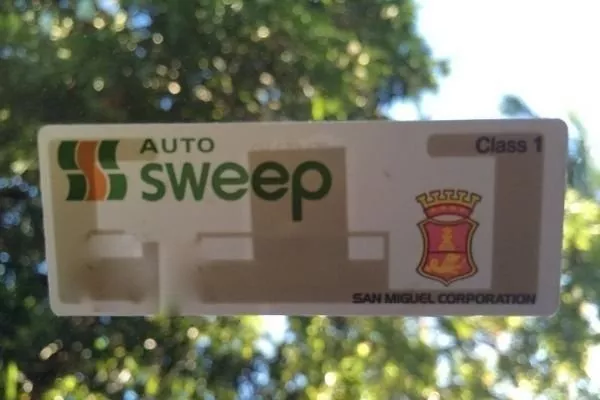 AUTO
sweep
Class 1
SAN MIGUEL CORPORATION